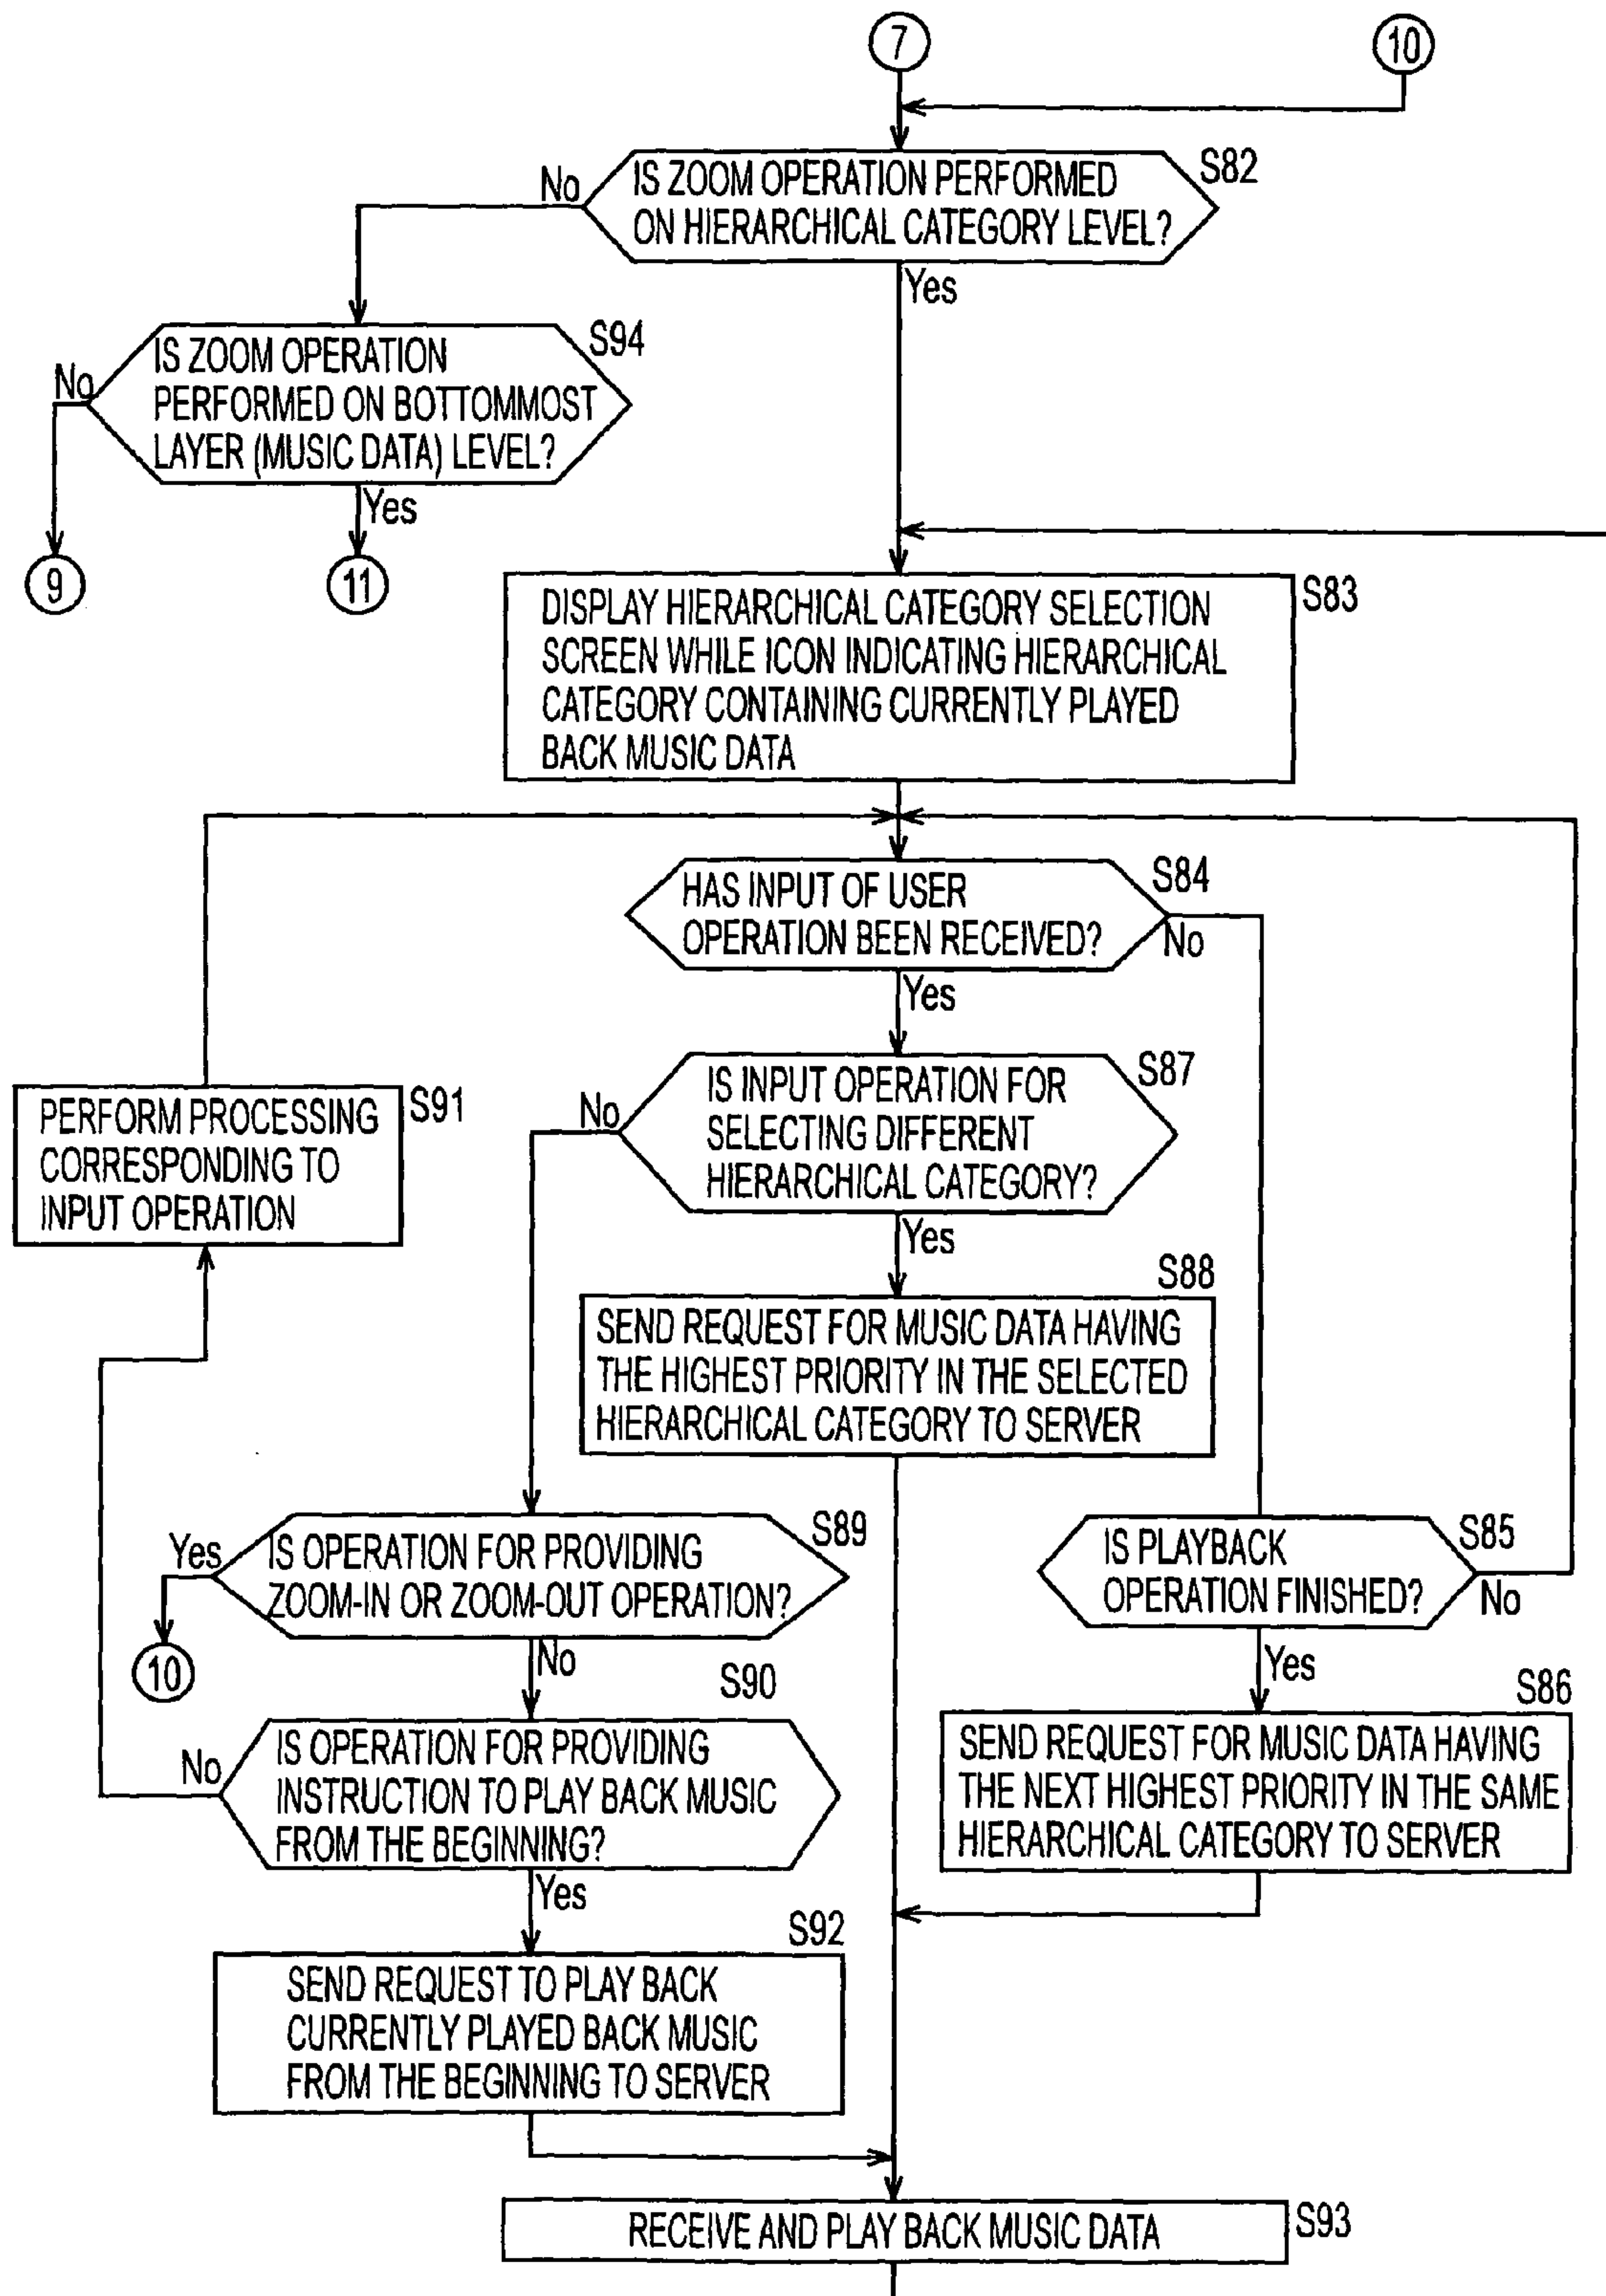 7
10
IS ZOOM OPERATION PERFORMED
ON HIERARCHICAL CATEGORY LEVEL?
S82
No
Yes
IS ZOOM OPERATION
PERFORMED ON BOTTOMMOST
LAYER (MUSIC DATA) LEVEL?
S94
No
Yes
9
11
DISPLAY HIERARCHICAL CATEGORY SELECTION
SCREEN WHILE ICON INDICATING HIERARCHICAL
CATEGORY CONTAINING CURRENTLY PLAYED
BACK MUSIC DATA
S83
HAS INPUT OF USER
OPERATION BEEN RECEIVED?
S84
No
Yes
IS INPUT OPERATION FOR
SELECTING DIFFERENT
HIERARCHICAL CATEGORY?
S87
No
Yes
PERFORM PROCESSING
CORRESPONDING TO
INPUT OPERATION
S91
S88
SEND REQUEST FOR MUSIC DATA HAVING
THE HIGHEST PRIORITY IN THE SELECTED
HIERARCHICAL CATEGORY TO SERVER
IS OPERATION FOR PROVIDING
ZOOM-IN OR ZOOM-OUT OPERATION?
S89
Yes
No
10
IS PLAYBACK
OPERATION FINISHED?
S85
No
Yes
S90
IS OPERATION FOR PROVIDING
INSTRUCTION TO PLAY BACK MUSIC
FROM THE BEGINNING?
No
Yes
S86
SEND REQUEST FOR MUSIC DATA HAVING
THE NEXT HIGHEST PRIORITY IN THE SAME
HIERARCHICAL CATEGORY TO SERVER
S92
SEND REQUEST TO PLAY BACK
CURRENTLY PLAYED BACK MUSIC
FROM THE BEGINNING TO SERVER
RECEIVE AND PLAY BACK MUSIC DATA
S93